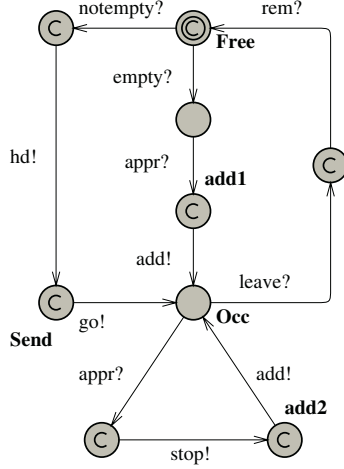 notempty?
rem?
C
C
Free
empty?
hd!
appr?
add1
C
C
add!
leave?
C
go!
Occ
Send
appr?
add!
add2
C
stop!
C